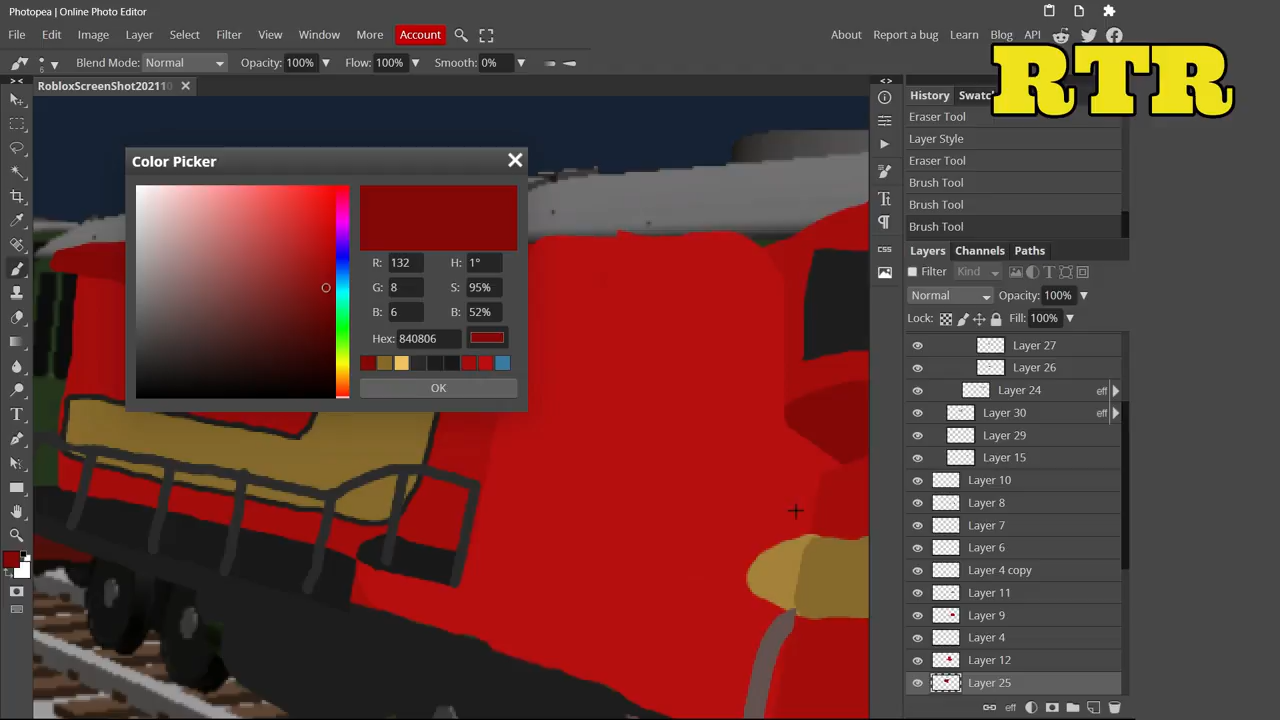 Photopea | Online Photo Editor
File Edit Image Layer Select Filter View Window More Account
About Report a bug Learn Blog API
Blend Mode: Normal Opacity: 100% Flow: 100% Smooth: 0%
RTR
RobloxScreenShot202110
History Swatc
Eraser Tool
Layer Style
Eraser Tool
Brush Tool
Brush Tool
Brush Tool
Color Picker
R: 132 H: 1°
G: 8 S: 95%
B: 6 B: 52%
Hex: 840806
OK
Layers Channels Paths
Filter Kind
Normal Opacity: 100%
Lock: Fill: 100%
Layer 27
Layer 26
Layer 24 eff
Layer 30 eff
Layer 29
Layer 15
Layer 10
Layer 8
Layer 7
Layer 6
Layer 4 copy
Layer 11
Layer 9
Layer 4
Layer 12
Layer 25
eff